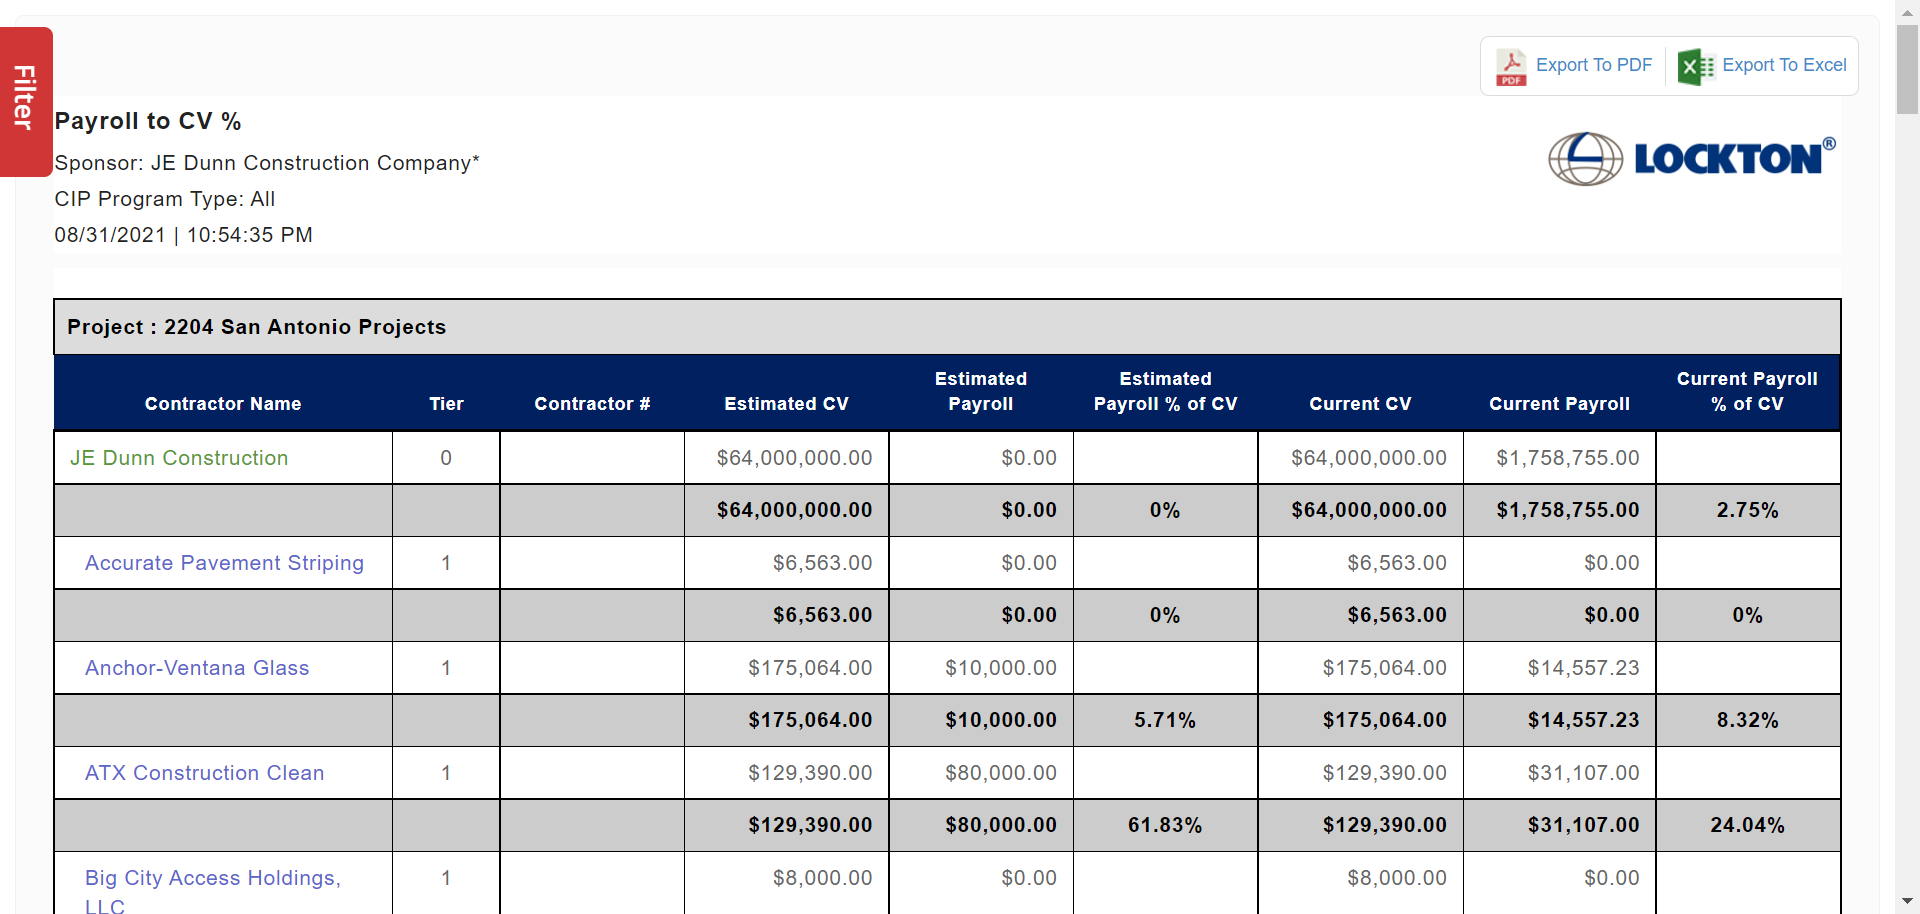 Filter
PDF
Export To PDF
Export To Excel
Payroll to CV %
Sponsor: JE Dunn Construction Company*
CIP Program Type: All
08/31/2021 | 10:54:35 PM
LOCKTON®
Project : 2204 San Antonio Projects
Contractor Name Tier Contractor # Estimated CV Estimated Payroll Estimated Payroll % of CV Current CV Current Payroll Current Payroll % of CV
JE Dunn Construction 0 $64,000,000.00 $0.00 $64,000,000.00 $1,758,755.00
$64,000,000.00 $0.00 0% $64,000,000.00 $1,758,755.00 2.75%
Accurate Pavement Striping 1 $6,563.00 $0.00 $6,563.00 $0.00
$6,563.00 $0.00 0% $6,563.00 $0.00 0%
Anchor-Ventana Glass 1 $175,064.00 $10,000.00 $175,064.00 $14,557.23
$175,064.00 $10,000.00 5.71% $175,064.00 $14,557.23 8.32%
ATX Construction Clean 1 $129,390.00 $80,000.00 $129,390.00 $31,107.00
$129,390.00 $80,000.00 61.83% $129,390.00 $31,107.00 24.04%
Big City Access Holdings, 1 $8,000.00 $0.00 $8,000.00 $0.00
LLC